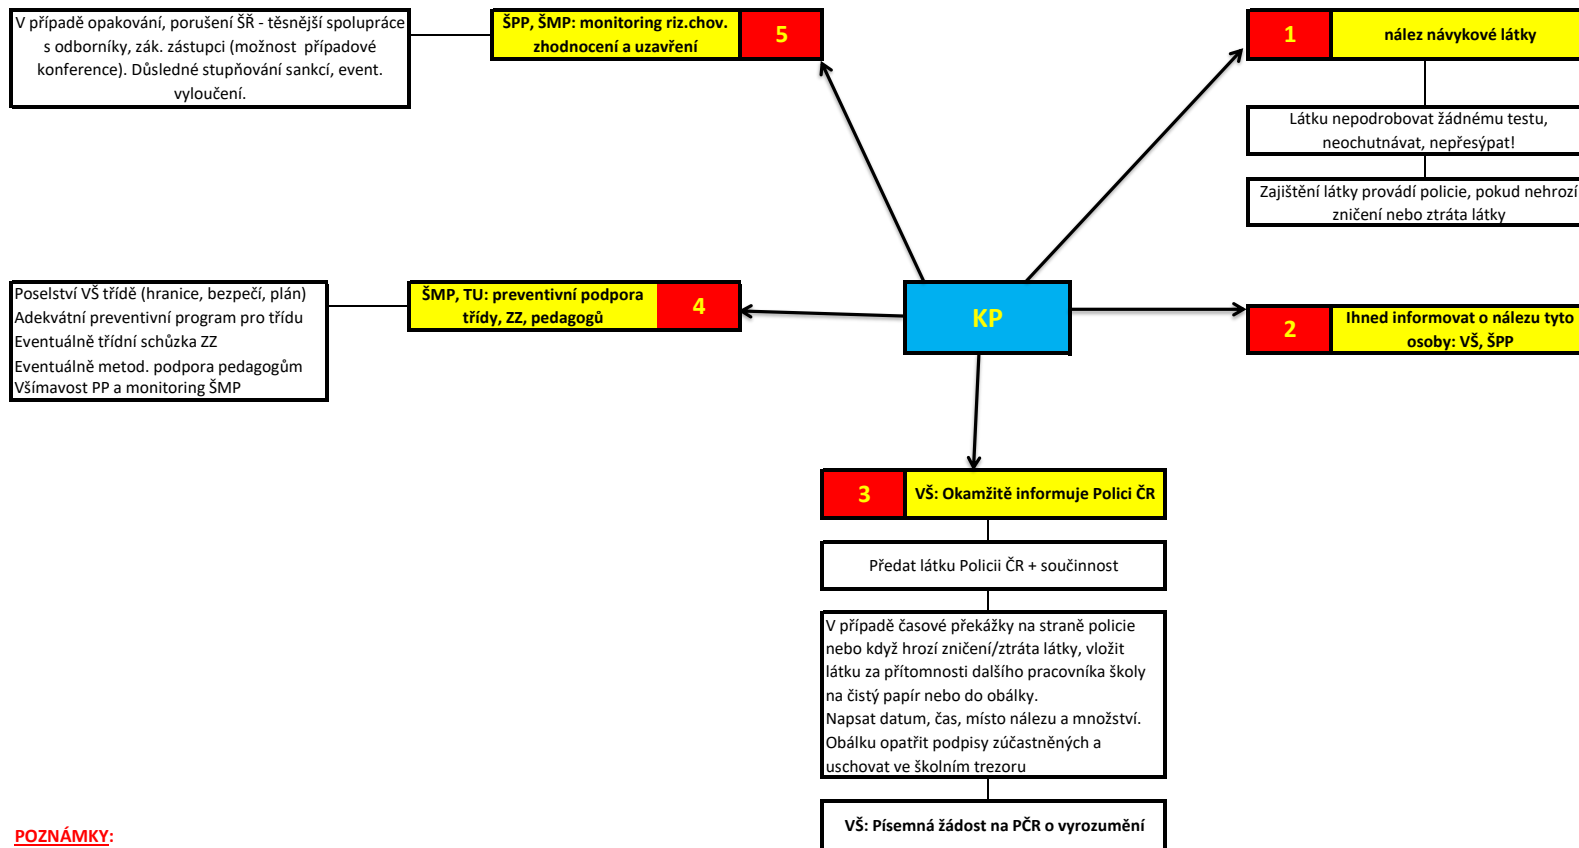 V případě opakování, porušení ŠŘ - těsnější spolupráce
s odborníky, zák. zástupci (možnost případové
konference). Důsledné stupňování sankcí, event.
vyloučení.
ŠPP, ŠMP: monitoring riz.chov.
zhodnocení a uzavření
5
1
nález návykové látky
Látku nepodrobovat žádnému testu,
neochutnávat, nepřesýpat!
Zajištění látky provádí policie, pokud nehrozí
zničení nebo ztráta látky
Poselství VŠ třídě (hranice, bezpečí, plán)
Adekvátní preventivní program pro třídu
Eventuálně třídní schůzka ZZ
Eventuálně metod. podpora pedagogům
Všímavost PP a monitoring ŠMP
ŠMP, TU: preventivní podpora
třídy, ZZ, pedagogů
4
KP
2
Ihned informovat o nálezu tyto
osoby: VŠ, ŠPP
3
VŠ: Okamžitě informuje Polici ČR
Předat látku Policii ČR + součinnost
V případě časové překážky na straně policie
nebo když hrozí zničení/ztráta látky, vložit
látku za přítomnosti dalšího pracovníka školy
na čistý papír nebo do obálky.
Napsat datum, čas, místo nálezu a množství.
Obálku opatřit podpisy zúčastněných a
uschovat ve školním trezoru
VŠ: Písemná žádost na PČR o vyrozumění
POZNÁMKY: